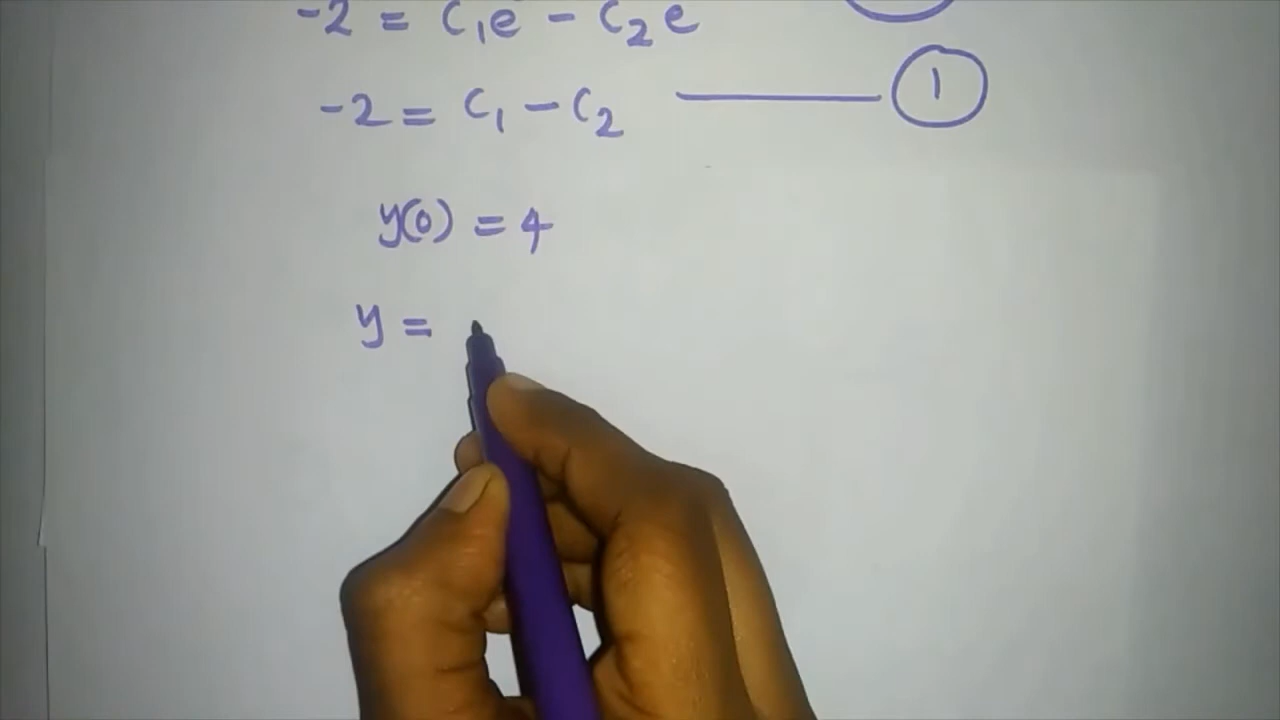 -2 = C₁e - C₂e
-2 = C₁ - C₂ ——— 1
y(0) = 4
y =